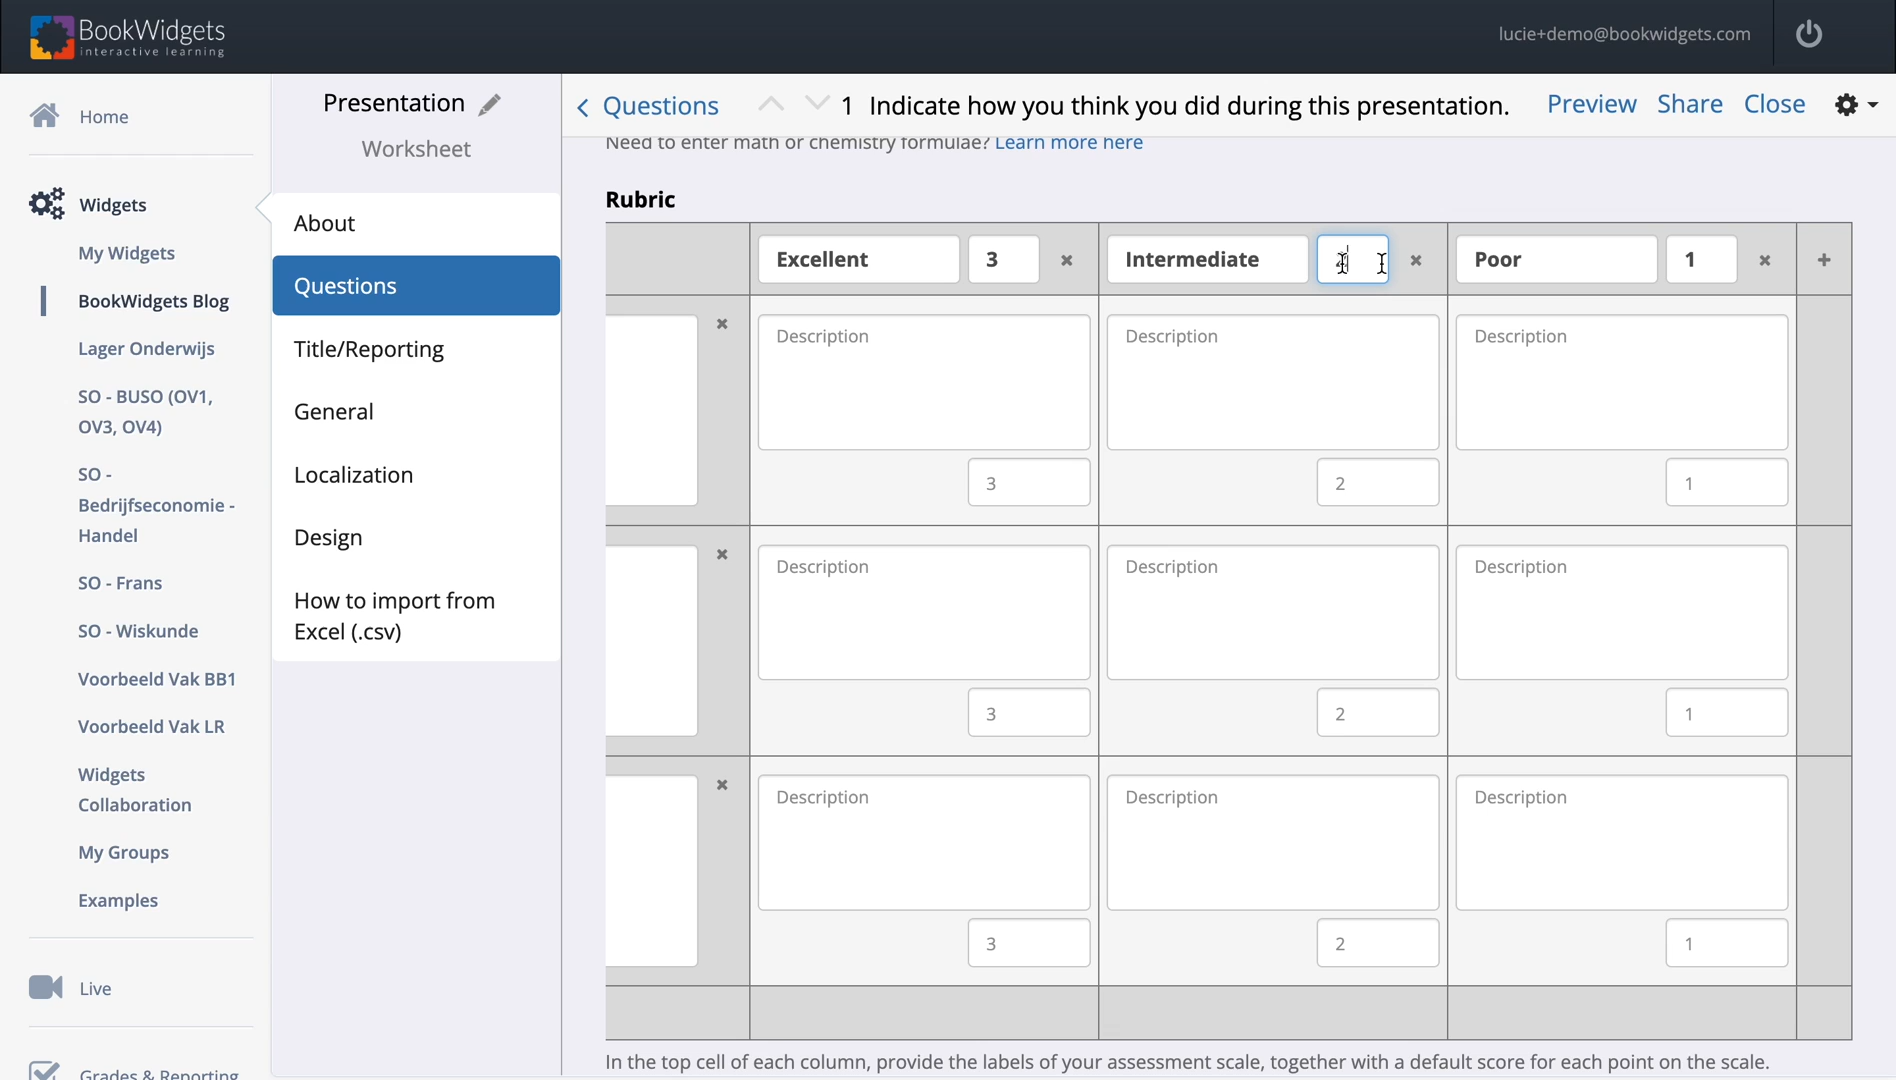 BookWidgets
interactive learning
lucie+demo@bookwidgets.com
Home
Widgets
My Widgets
BookWidgets Blog
Lager Onderwijs
SO - BUSO (OV1,
OV3, OV4)
SO -
Bedrijfseconomie -
Handel
SO - Frans
SO - Wiskunde
Voorbeeld Vak BB1
Voorbeeld Vak LR
Widgets
Collaboration
My Groups
Examples
Live
Grades & Reporting
Presentation
Worksheet
About
Questions
Title/Reporting
General
Localization
Design
How to import from
Excel (.csv)
Questions 1 Indicate how you think you did during this presentation. Preview Share Close
Need to enter math or chemistry formulae? Learn more here
Rubric
Excellent 3 Intermediate Poor 1 +
Description Description Description
3 2 1
Description Description Description
3 2 1
Description Description Description
3 2 1
In the top cell of each column, provide the labels of your assessment scale, together with a default score for each point on the scale.